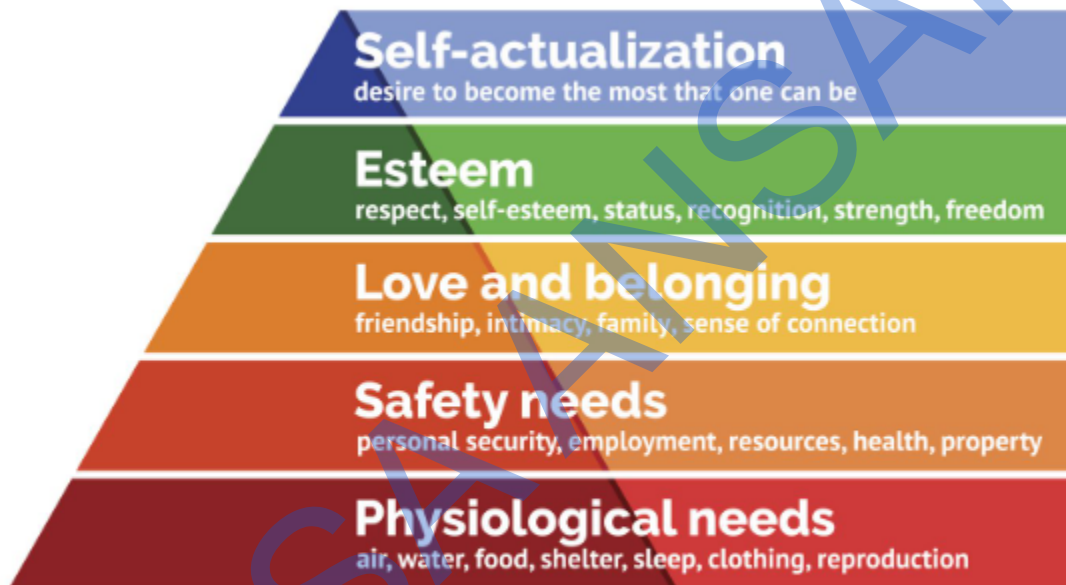 Self-actualization
desire to become the most that one can be
Esteem
respect, self-esteem, status, recognition, strength, freedom
Love and belonging
friendship, intimacy, family, sense of connection
Safety needs
personal security, employment, resources, health, property
Physiological needs
air, water, food, shelter, sleep, clothing, reproduction